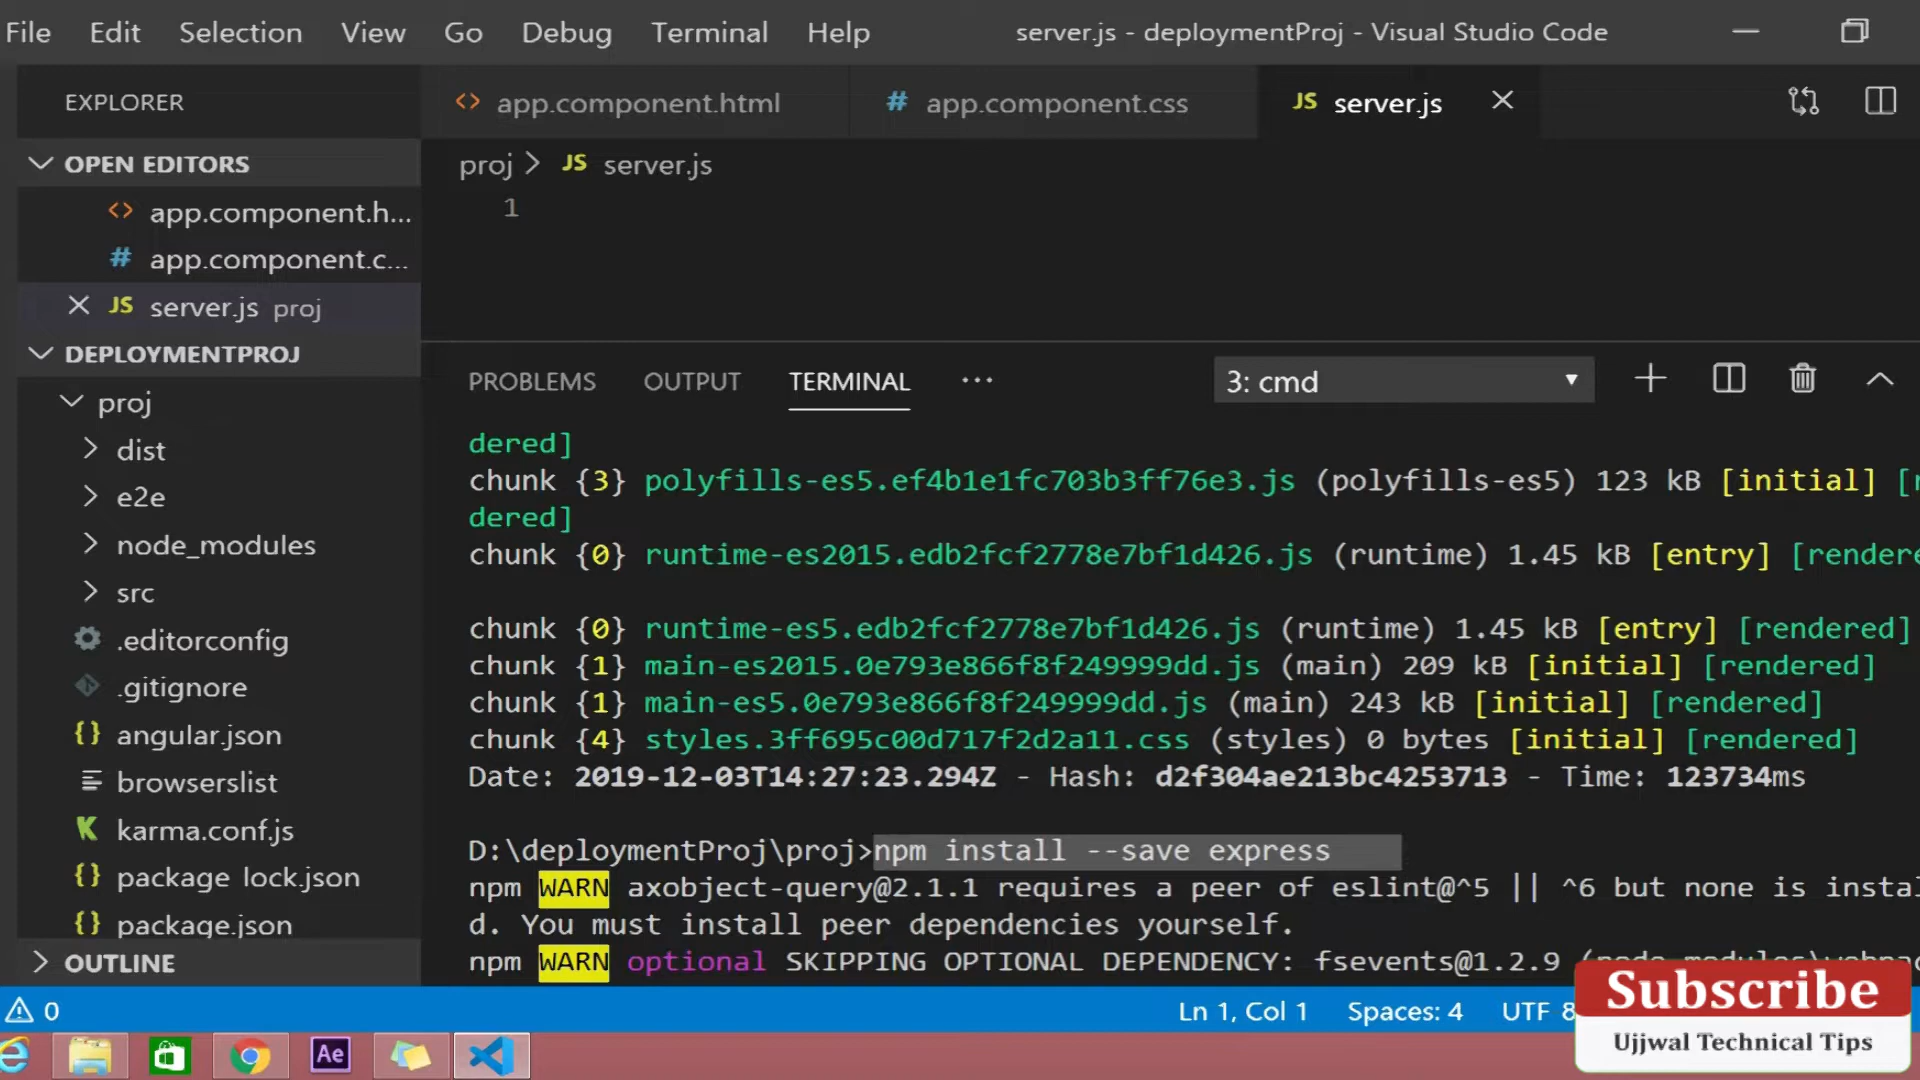 File Edit Selection View Go Debug Terminal Help server.js - deploymentProj - Visual Studio Code
EXPLORER
<> app.component.html # app.component.css JS server.js
OPEN EDITORS
proj > JS server.js
<> app.component.h...
1
# app.component.c...
JS server.js proj
DEPLOYMENTPROJ
proj
dist
e2e
node_modules
src
.editorconfig
.gitignore
{} angular.json
browserslist
K karma.conf.js
{} package lock.json
{} package.json
OUTLINE
PROBLEMS OUTPUT TERMINAL ... 3: cmd
dered]
chunk {3} polyfills-es5.ef4b1e1fc703b3ff76e3.js (polyfills-es5) 123 kB [initial] [r
dered]
chunk {0} runtime-es2015.edb2fcf2778e7bf1d426.js (runtime) 1.45 kB [entry] [rendere
chunk {0} runtime-es5.edb2fcf2778e7bf1d426.js (runtime) 1.45 kB [entry] [rendered]
chunk {1} main-es2015.0e793e866f8f249999dd.js (main) 209 kB [initial] [rendered]
chunk {1} main-es5.0e793e866f8f249999dd.js (main) 243 kB [initial] [rendered]
chunk {4} styles.3ff695c00d717f2d2a11.css (styles) 0 bytes [initial] [rendered]
Date: 2019-12-03T14:27:23.294Z - Hash: d2f304ae213bc4253713 - Time: 123734ms
D:\deploymentProj\proj>npm install --save express
npm WARN axobject-query@2.1.1 requires a peer of eslint@^5 || ^6 but none is instal
d. You must install peer dependencies yourself.
npm WARN optional SKIPPING OPTIONAL DEPENDENCY: fsevents@1.2.9
0 Ln 1, Col 1 Spaces: 4 UTF 8
Subscribe
Ujjwal Technical Tips
Ae